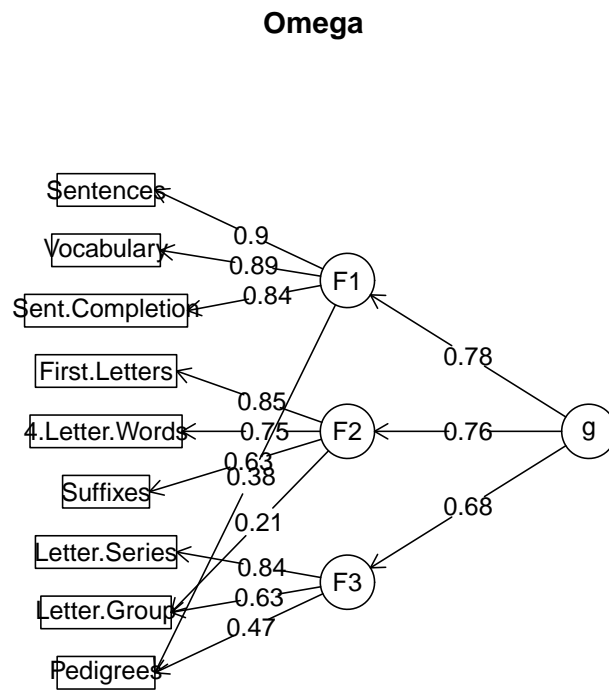 Omega
Sentences
0.9
Vocabulary
0.89
F1
Sent.Completion
0.84
0.78
First.Letters
0.85
4.Letter.Words
0.75
F2
0.76
g
0.63
0.38
Suffixes
0.68
0.21
Letter.Series
0.84
F3
Letter.Group
0.63
0.47
Pedigrees